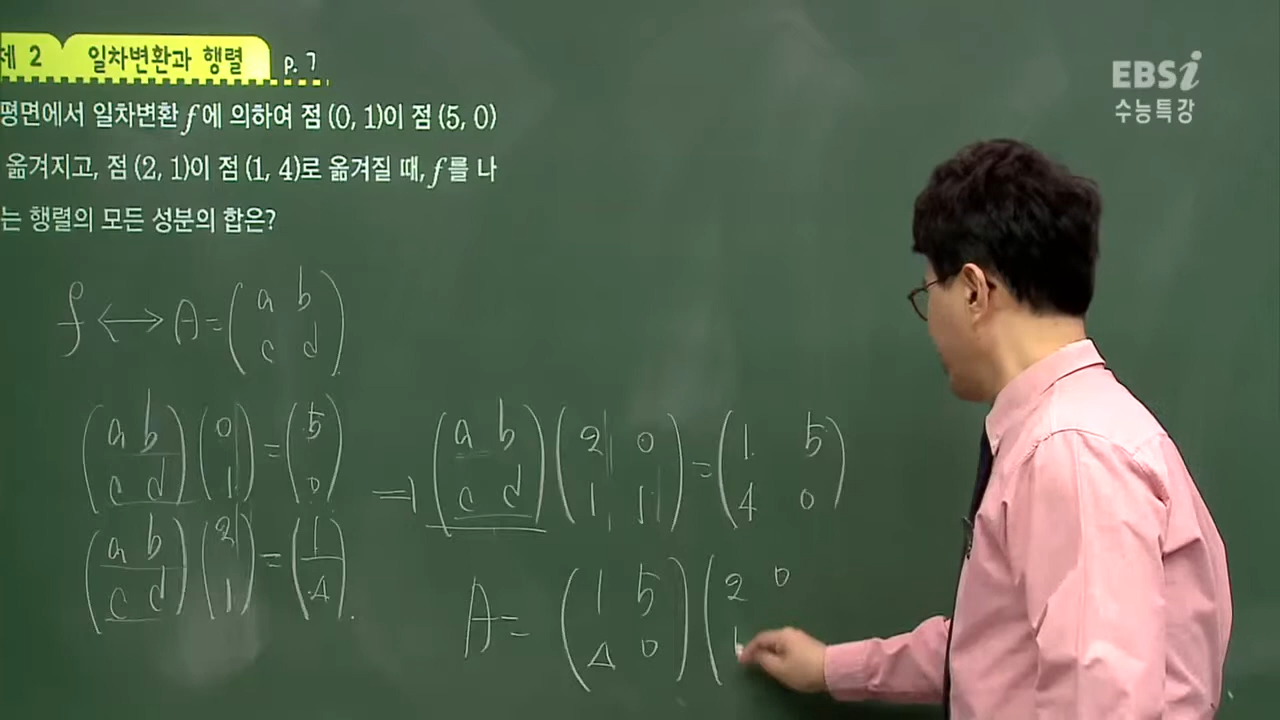 제 2 일차변환과 행렬 p.7
평면에서 일차변환 f에 의하여 점 (0, 1)이 점 (5, 0)
옮겨지고, 점 (2, 1)이 점 (1, 4)로 옮겨질 때, f를 나
는 행렬의 모든 성분의 합은?
EBSi
수능특강
f ↔ A = (a b
c d)
(a b
c d) (0
1) = (5
0)
(a b
c d) (2
1) = (1
4).
⇒ (a b
c d) (2 0
1 1) = (1 5
4 0)
A = (1 5
4 0) (2 0
1